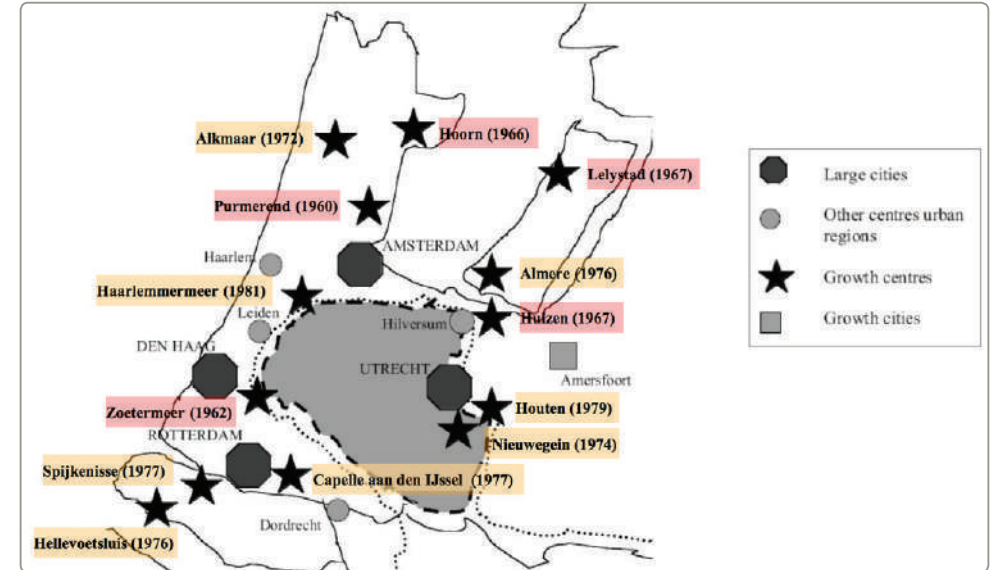 Alkmaar (1972)
Hoorn (1966)
Lelystad (1967)
Purmerend (1960)
AMSTERDAM
Haarlem
Almere (1976)
Haarlemmermeer (1981)
Leiden
Hilversum
Huizen (1967)
DEN HAAG
UTRECHT
Amersfoort
Zoetermeer (1962)
Houten (1979)
ROTTERDAM
Nieuwegein (1974)
Spijkenisse (1977)
Capelle aan den IJssel (1977)
Dordrecht
Hellevoetsluis (1976)
Large cities
Other centres urban
regions
Growth centres
Growth cities